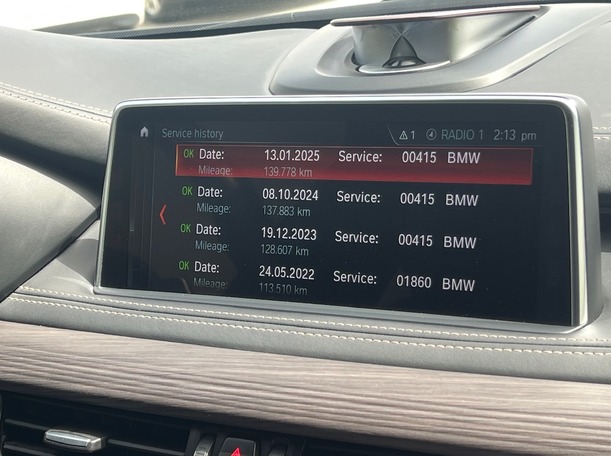 Service history 1 RADIO 1 2:13 pm
OK Date: 13.01.2025 Service: 00415 BMW
Mileage: 139.778 km
OK Date: 08.10.2024 Service: 00415 BMW
Mileage: 137.883 km
OK Date: 19.12.2023 Service: 00415 BMW
Mileage: 128.607 km
OK Date: 24.05.2022 Service: 01860 BMW
Mileage: 113.510 km